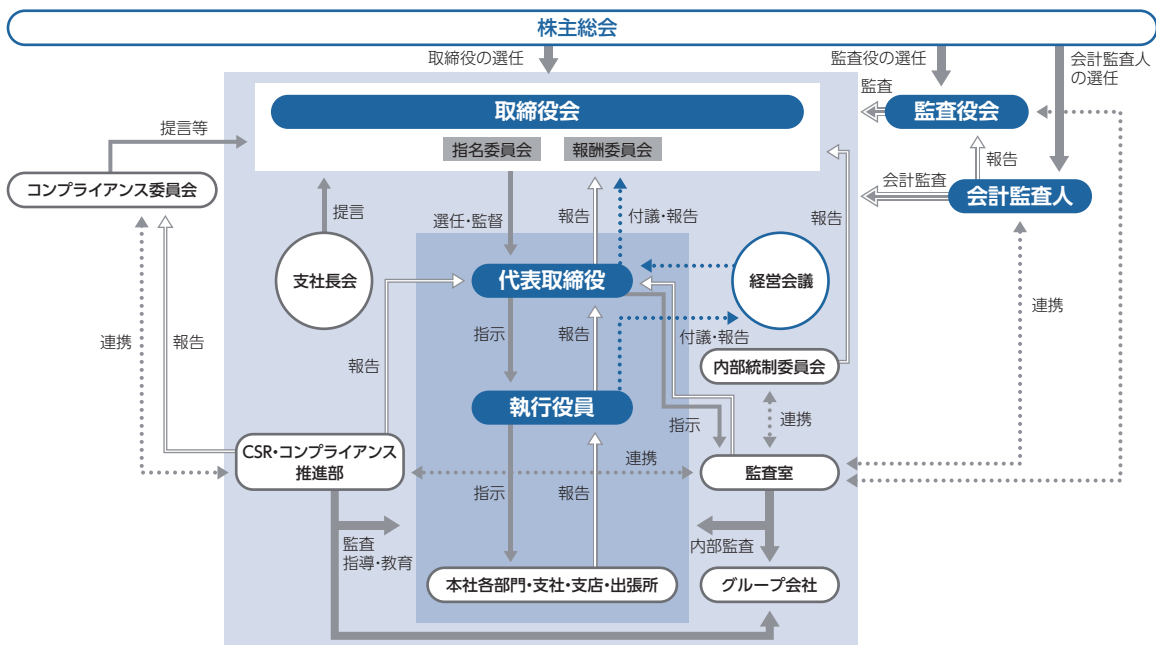 株主総会
取締役の選任
監査役の選任
会計監査人
の選任
監査
取締役会
監査役会
提言等
指名委員会
報酬委員会
報告
コンプライアンス委員会
会計監査
会計監査人
提言
選任・監督
報告
付議・報告
報告
支社長会
代表取締役
経営会議
連携
報告
連携
指示
報告
付議・報告
報告
内部統制委員会
執行役員
指示
連携
CSR・コンプライアンス
推進部
連携
監査室
指示
報告
監査
指導・教育
内部監査
本社各部門・支社・支店・出張所
グループ会社